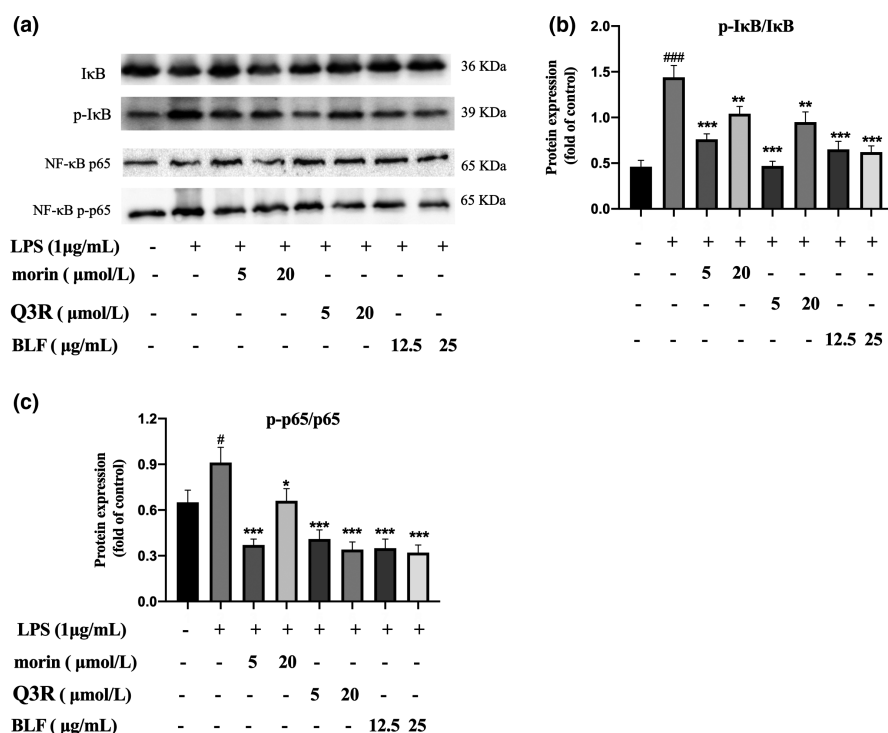 (a)
IκB
36 KDa
p-IκB
39 KDa
NF-κB p65
65 KDa
NF-κB p-p65
65 KDa
LPS (1μg/mL) - + + + + + + +
morin ( μmol/L) - - 5 20 - - - -
Q3R ( μmol/L) - - - - 5 20 - -
BLF ( μg/mL) - - - - - - 12.5 25
(b)
p-IκB/IκB
Protein expression
(fold of control)
2.0
1.5
1.0
0.5
0.0
###
***
**
***
**
***
***
- + + + + + + +
- - 5 20 - - - -
- - - - 5 20 - -
- - - - - - 12.5 25
(c)
p-p65/p65
Protein expression
(fold of control)
1.2
0.9
0.6
0.3
0.0
#
***
*
***
***
***
***
LPS (1μg/mL) - + + + + + + +
morin ( μmol/L) - - 5 20 - - - -
Q3R ( μmol/L) - - - - 5 20 - -
BLF ( μg/mL) - - - - - - 12.5 25